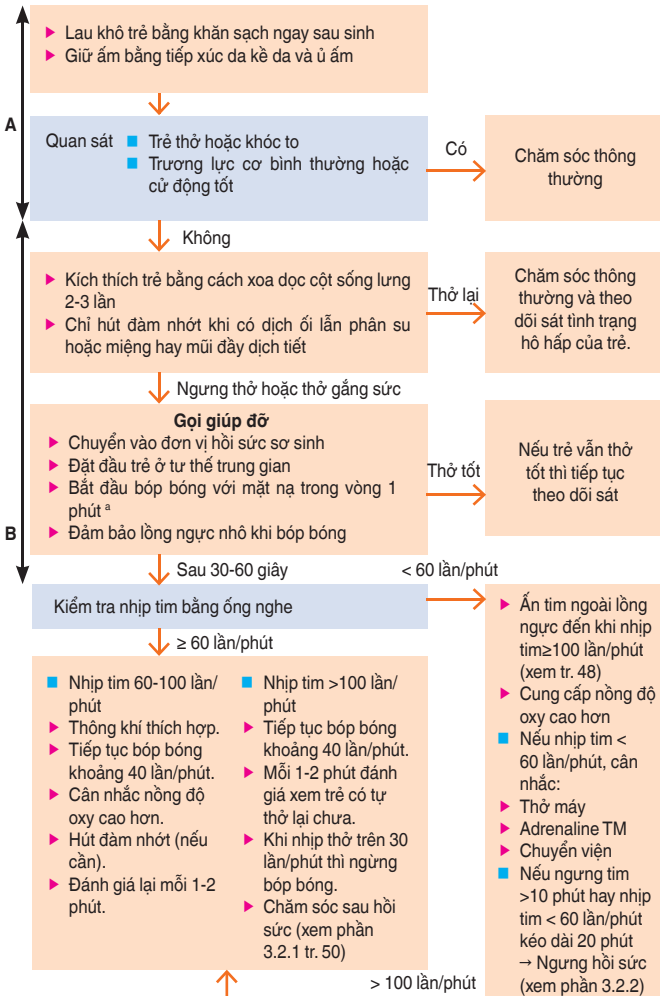 ▶ Lau khô trẻ bằng khăn sạch ngay sau sinh
▶ Giữ ấm bằng tiếp xúc da kề da và ủ ấm
A
Quan sát ■ Trẻ thở hoặc khóc to
■ Trương lực cơ bình thường hoặc
cử động tốt
Có
Chăm sóc thông
thường
Không
▶ Kích thích trẻ bằng cách xoa dọc cột sống lưng
2-3 lần
▶ Chỉ hút đàm nhớt khi có dịch ối lẫn phân su
hoặc miệng hay mũi đầy dịch tiết
Thở lại
Chăm sóc thông
thường và theo
dõi sát tình trạng
hô hấp của trẻ.
Ngưng thở hoặc thở gắng sức
Gọi giúp đỡ
▶ Chuyển vào đơn vị hồi sức sơ sinh
▶ Đặt đầu trẻ ở tư thế trung gian
▶ Bắt đầu bóp bóng với mặt nạ trong vòng 1
phút ª
▶ Đảm bảo lồng ngực nhô khi bóp bóng
Thở tốt
Nếu trẻ vẫn thở
tốt thì tiếp tục
theo dõi sát
B
Sau 30-60 giây
< 60 lần/phút
Kiểm tra nhịp tim bằng ống nghe
≥ 60 lần/phút
■ Nhịp tim 60-100 lần/
phút
▶ Thông khí thích hợp.
▶ Tiếp tục bóp bóng
khoảng 40 lần/phút.
▶ Cân nhắc nồng độ
oxy cao hơn.
▶ Hút đàm nhớt (nếu
cần).
▶ Đánh giá lại mỗi 1-2
phút.
■ Nhịp tim >100 lần/
phút
▶ Tiếp tục bóp bóng
khoảng 40 lần/phút.
▶ Mỗi 1-2 phút đánh
giá xem trẻ có tự
thở lại chưa.
▶ Khi nhịp thở trên 30
lần/phút thì ngừng
bóp bóng.
▶ Chăm sóc sau hồi
sức (xem phần
3.2.1 tr. 50)
▶ Ấn tim ngoài lồng
ngực đến khi nhịp
tim≥100 lần/phút
(xem tr. 48)
▶ Cung cấp nồng độ
oxy cao hơn
■ Nếu nhịp tim <
60 lần/phút, cân
nhắc:
▶ Thở máy
▶ Adrenaline TM
▶ Chuyển viện
■ Nếu ngưng tim
>10 phút hay nhịp
tim < 60 lần/phút
kéo dài 20 phút
→ Ngưng hồi sức
(xem phần 3.2.2)
> 100 lần/phút